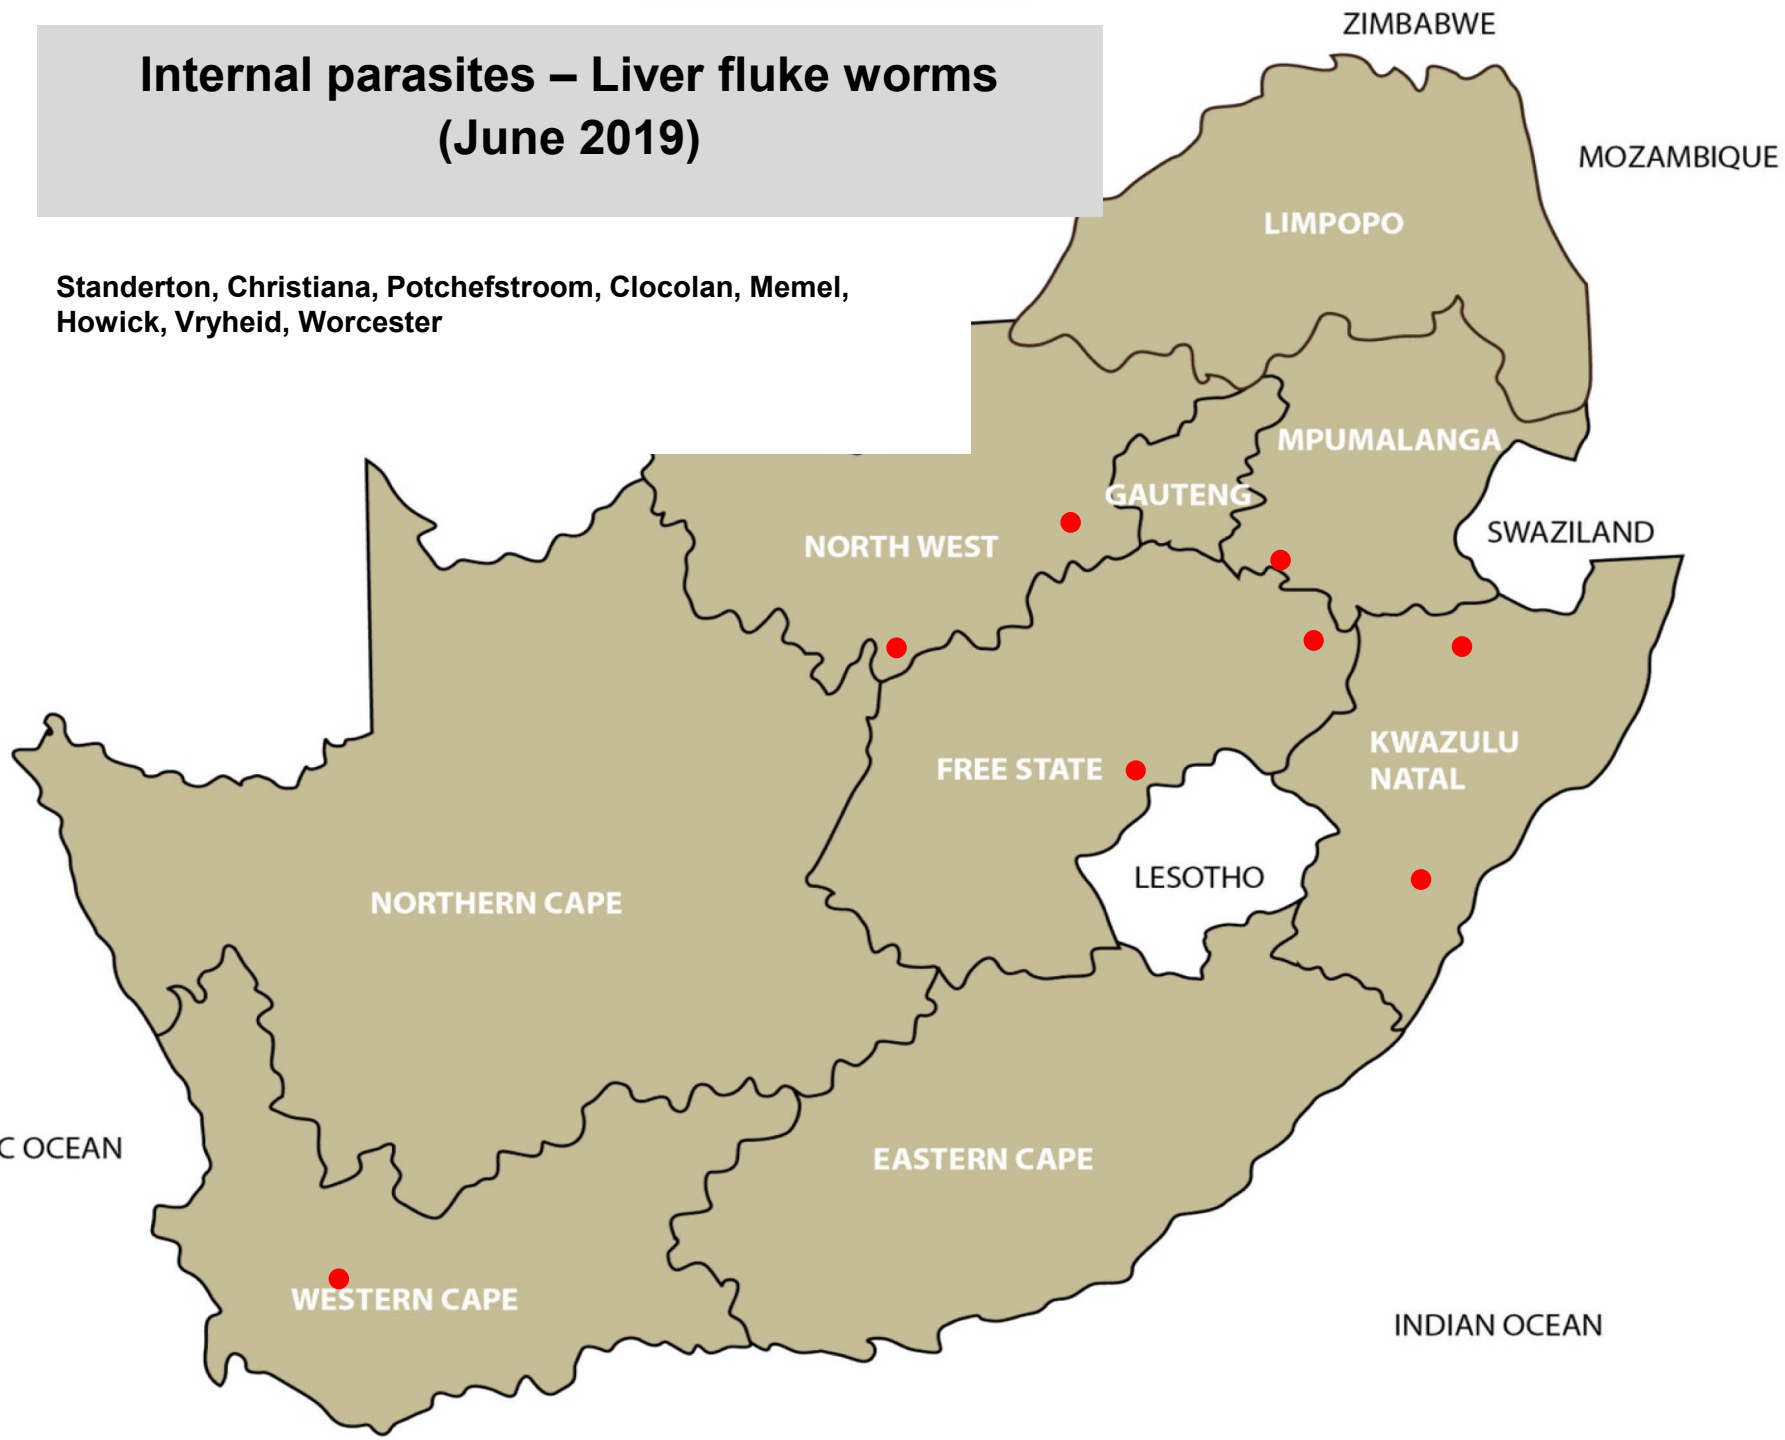 ZIMBABWE
Internal parasites – Liver fluke worms
(June 2019)
MOZAMBIQUE
LIMPOPO
Standerton, Christiana, Potchefstroom, Clocolan, Memel,
Howick, Vryheid, Worcester
MPUMALANGA
GAUTENG
SWAZILAND
NORTH WEST
KWAZULU
NATAL
FREE STATE
LESOTHO
NORTHERN CAPE
C OCEAN
EASTERN CAPE
WESTERN CAPE
INDIAN OCEAN